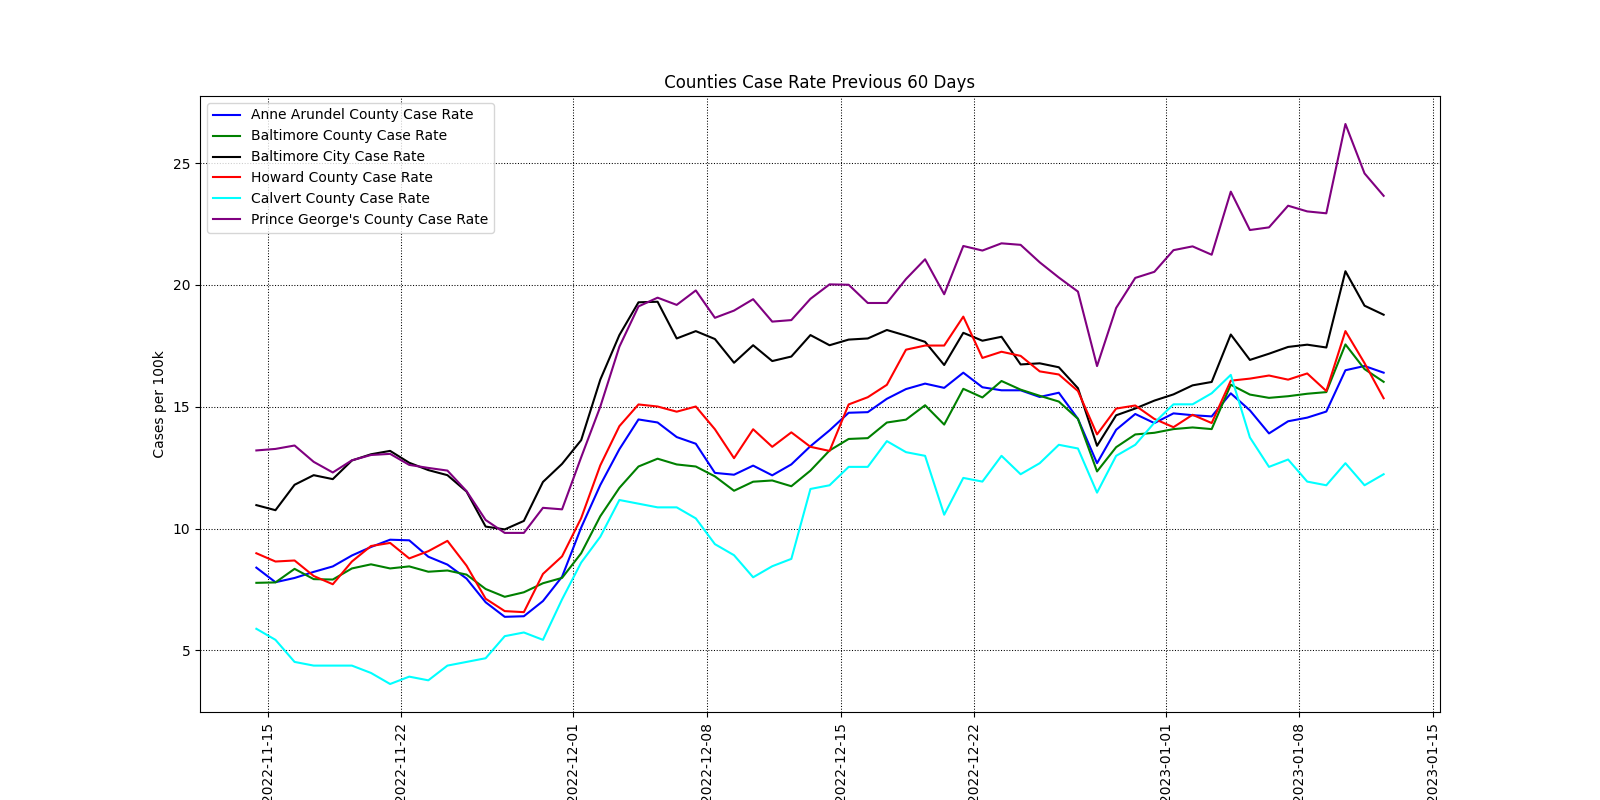 Counties Case Rate Previous 60 Days
Anne Arundel County Case Rate
Baltimore County Case Rate
Baltimore City Case Rate
Howard County Case Rate
Calvert County Case Rate
Prince George's County Case Rate
Cases per 100k
25
20
15
10
5
2022-11-15
2022-11-22
2022-12-01
2022-12-08
2022-12-15
2022-12-22
2023-01-01
2023-01-08
2023-01-15